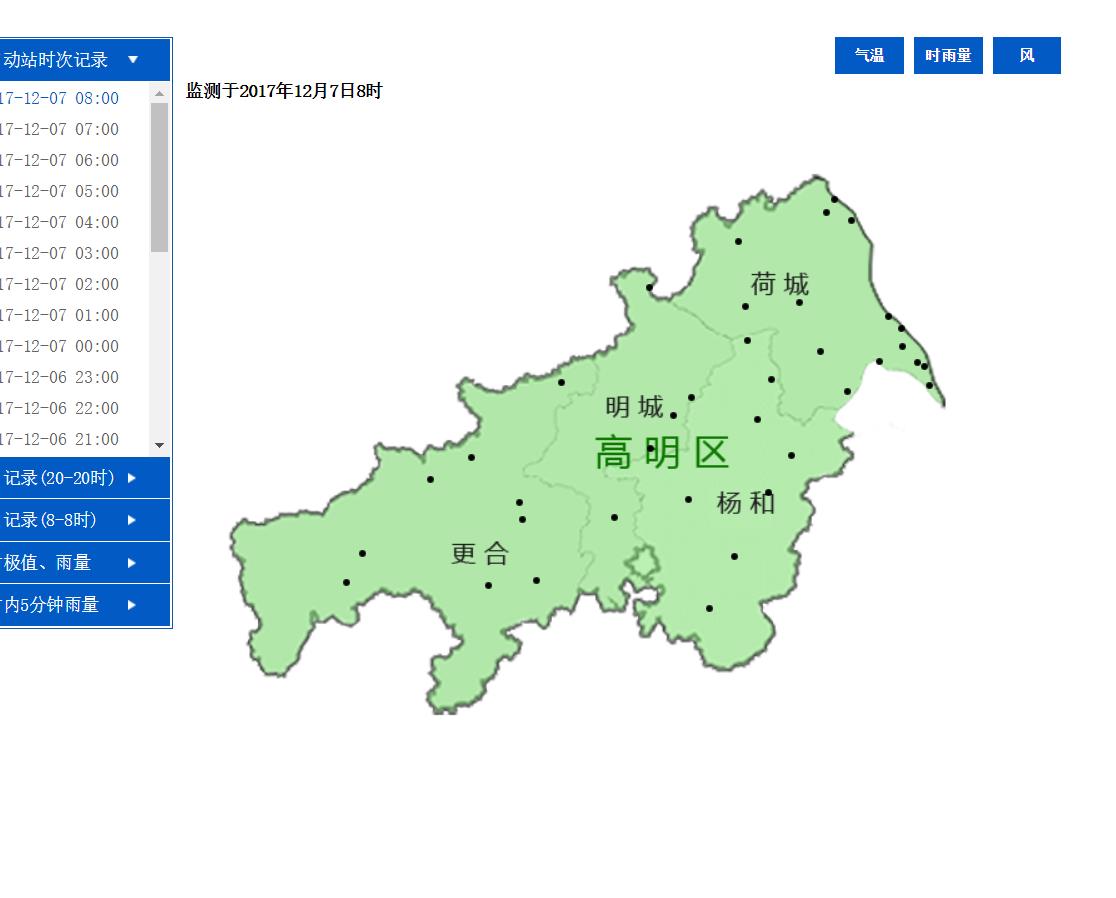 动站时次记录
17-12-07 08:00
17-12-07 07:00
17-12-07 06:00
17-12-07 05:00
17-12-07 04:00
17-12-07 03:00
17-12-07 02:00
17-12-07 01:00
17-12-07 00:00
17-12-06 23:00
17-12-06 22:00
17-12-06 21:00
记录(20-20时)
记录(8-8时)
极值、雨量
内5分钟雨量
气温
时雨量
风
监测于2017年12月7日8时
荷城
明城
高明区
杨和
更合